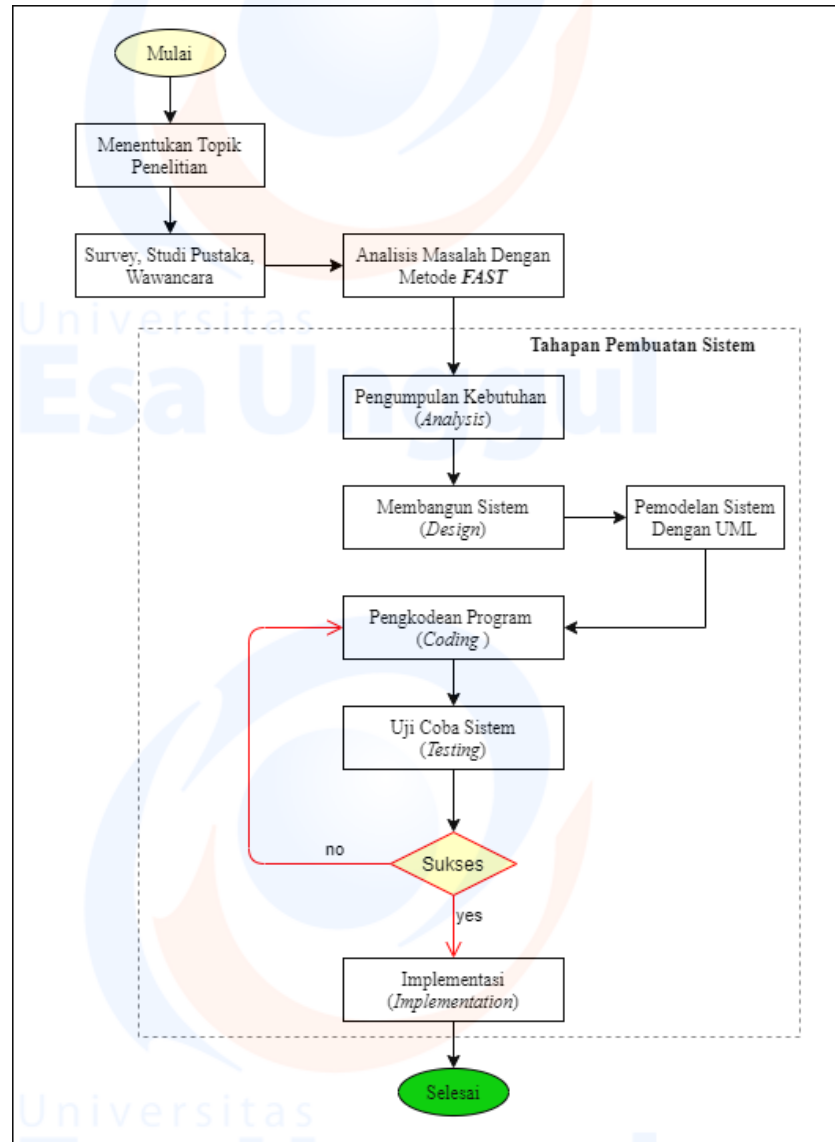 Mulai
Menentukan Topik
Penelitian
Survey, Studi Pustaka,
Wawancara
Analisis Masalah Dengan
Metode FAST
Universitas
Esa Unggul
Tahapan Pembuatan Sistem
Pengumpulan Kebutuhan
(Analysis)
Membangun Sistem
(Design)
Pemodelan Sistem
Dengan UML
Pengkodean Program
(Coding )
Uji Coba Sistem
(Testing)
Sukses
no
yes
Implementasi
(Implementation)
Selesai
Universitas